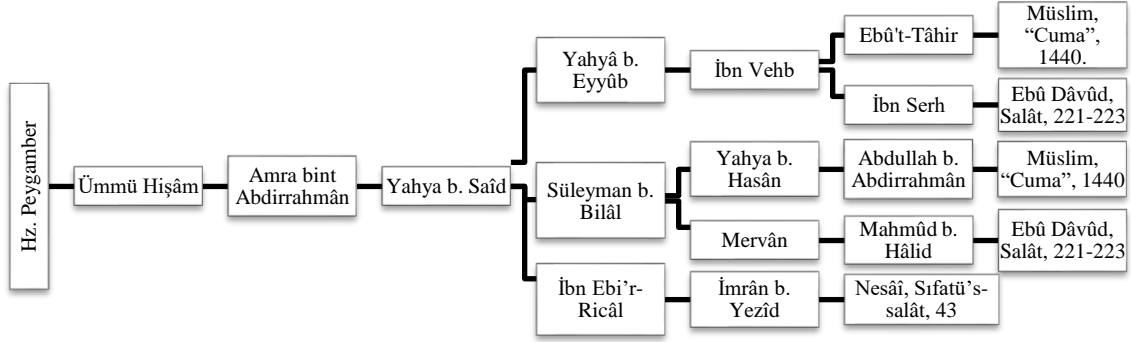 Hz. Peygamber
Ümmü Hişâm
Amra bint
Abdirrahmân
Yahya b. Saîd
Yahyâ b.
Eyyûb
İbn Vehb
Ebû't-Tâhir
Müslim,
“Cuma”,
1440.
İbn Serh
Ebû Dâvûd,
Salât, 221-223
Süleyman b.
Bilâl
Yahya b.
Hasân
Abdullah b.
Abdirrahmân
Müslim,
“Cuma”, 1440
Mervân
Mahmûd b.
Hâlid
Ebû Dâvûd,
Salât, 221-223
İbn Ebi’r-
Ricâl
İmrân b.
Yezîd
Nesâî, Sıfatü’s-
salât, 43